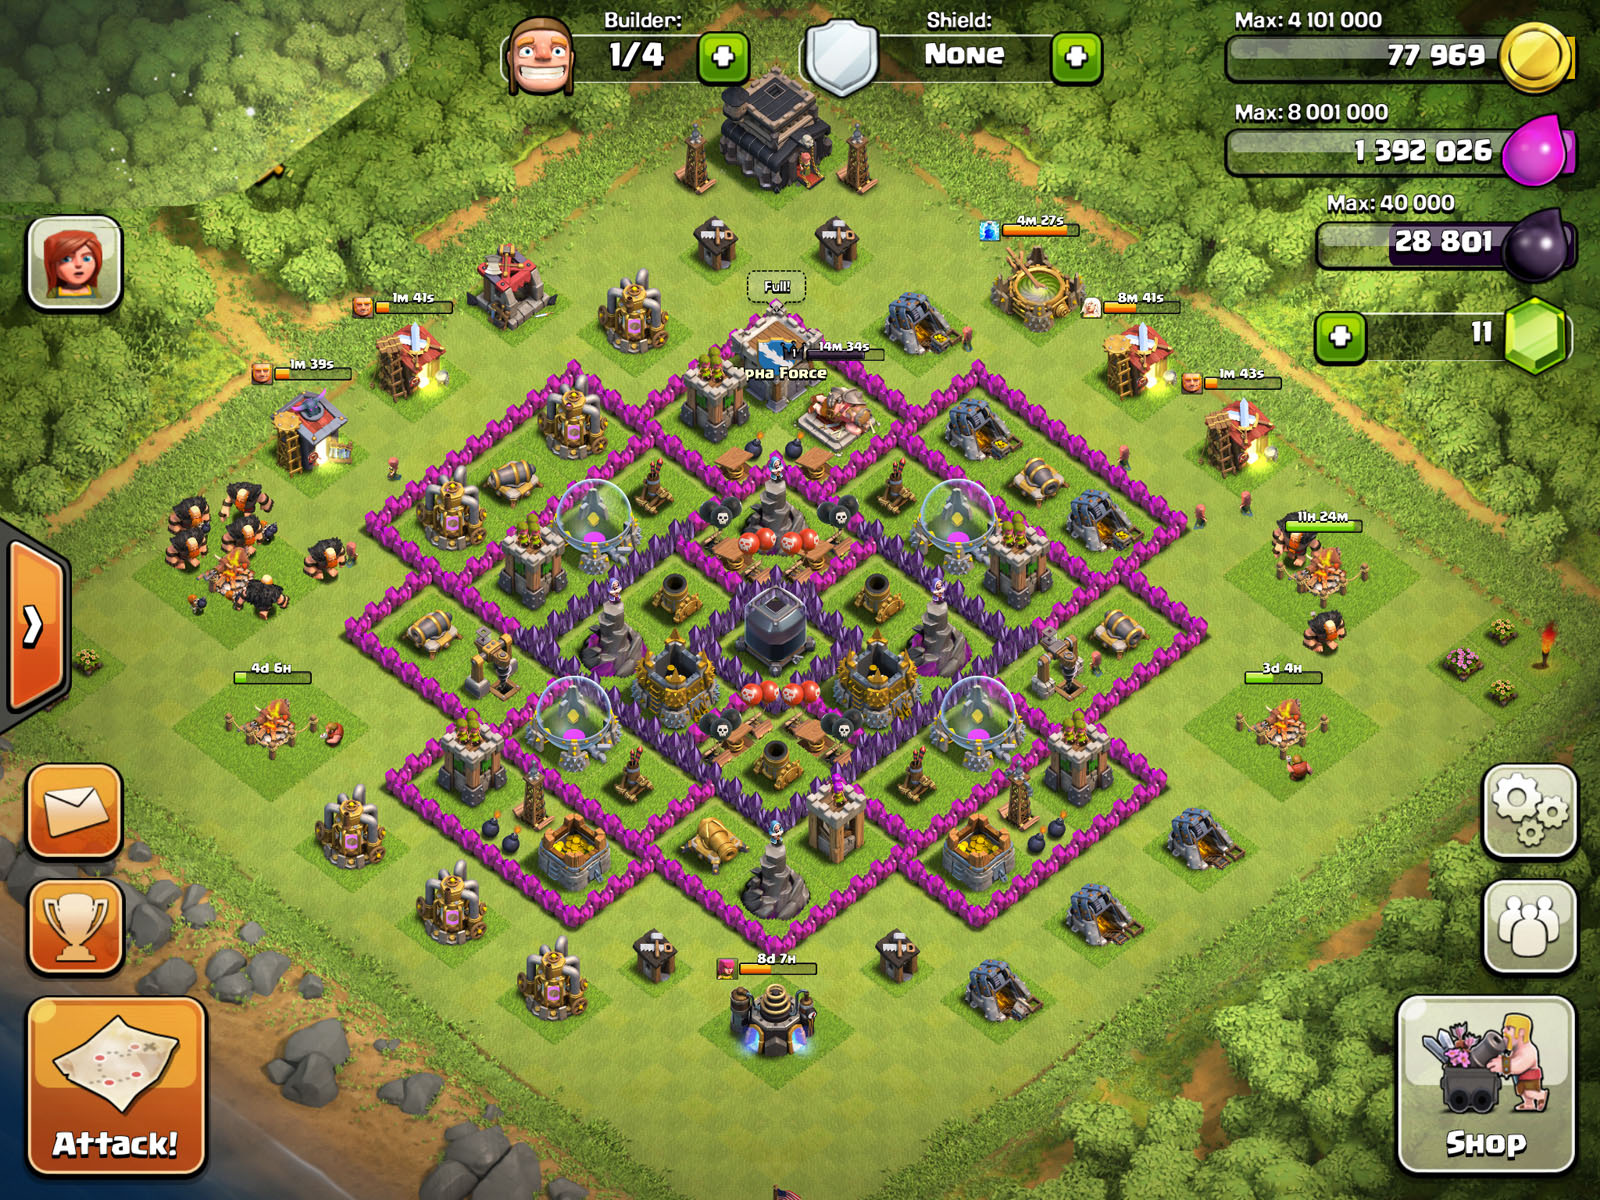 Builder:
1/4
Shield:
None
Max: 4 101 000
77 969
Max: 8 001 000
1 392 026
Max: 40 000
28 801
11
4m 27s
Full!
1m 41s
8m 41s
14m 34s
pha Force
1m 39s
1m 43s
11h 24m
4d 6h
3d 4h
8d 7h
Attack!
Shop